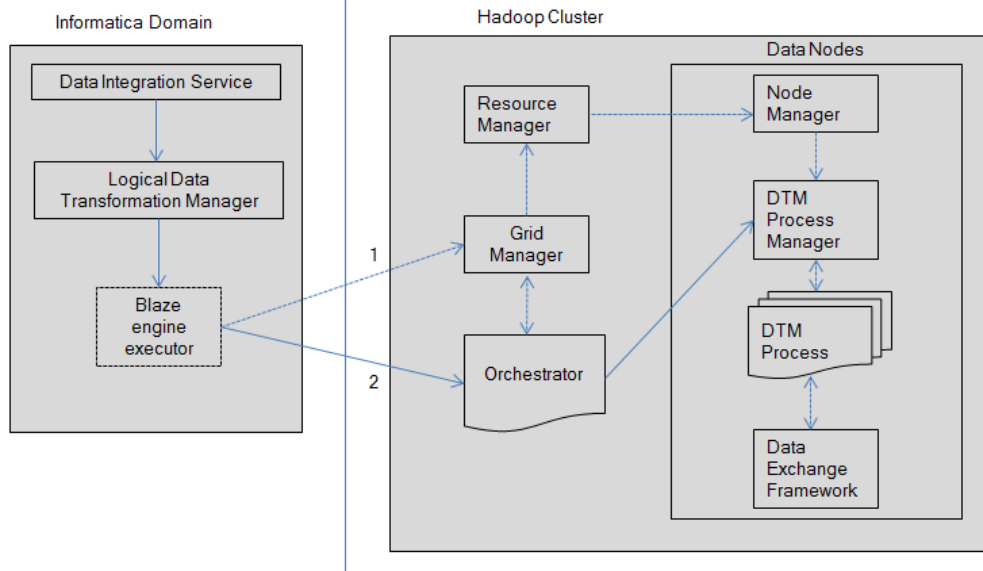 Informatica Domain
Data Integration Service
Logical Data
Transformation Manager
Blaze
engine
executor
1
2
Hadoop Cluster
Resource
Manager
Grid
Manager
Orchestrator
Data Nodes
Node
Manager
DTM
Process
Manager
DTM
Process
Data
Exchange
Framework